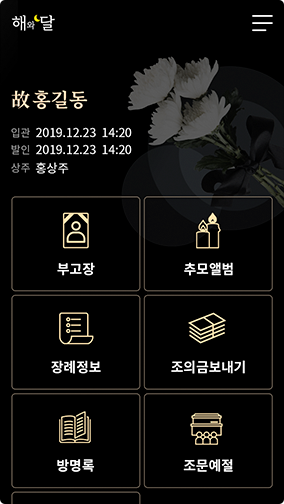 해와달
故홍길동
입관 2019.12.23 14:20
발인 2019.12.23 14:20
상주 홍상주
부고장
추모앨범
장례정보
조의금보내기
방명록
조문예절